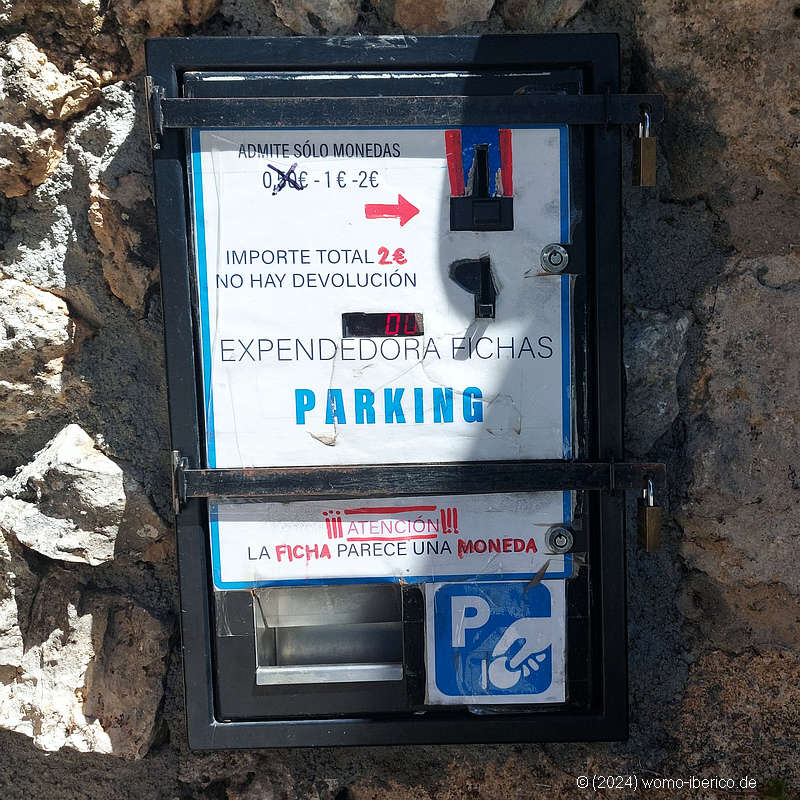 ADMITE SÓLO MONEDAS
0,50€ - 1 € - 2€
IMPORTE TOTAL 2€
NO HAY DEVOLUCIÓN
EXPENDEDORA FICHAS
PARKING
¡¡¡ ATENCIÓN !!!
LA FICHA PARECE UNA MONEDA
P
© (2024) womo-iberico.de